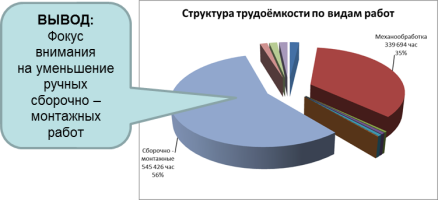 ВЫВОД:
Фокус
внимания
на уменьшение
ручных
сборочно –
монтажных
работ
Структура трудоёмкости по видам работ
Механообработка
339 694 час
35%
Сборочно -
монтажные
545 426 час
56%